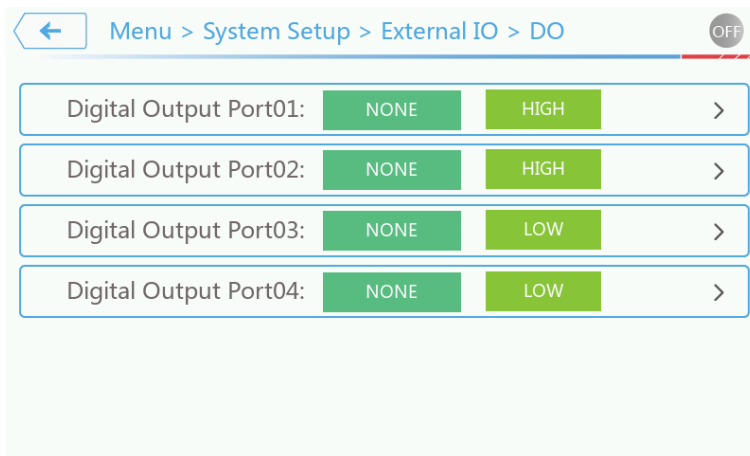 Menu > System Setup > External IO > DO OFF
Digital Output Port01: NONE HIGH >
Digital Output Port02: NONE HIGH >
Digital Output Port03: NONE LOW >
Digital Output Port04: NONE LOW >